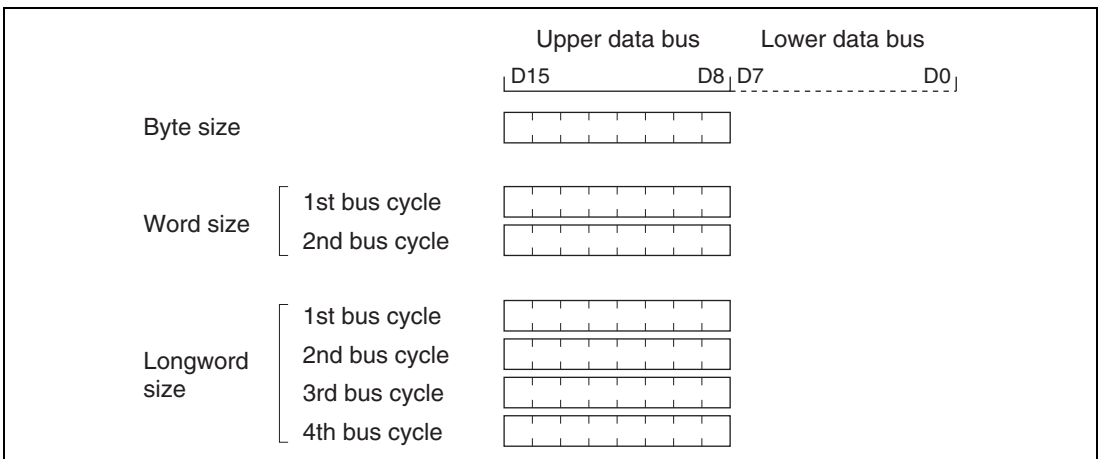 Upper data bus Lower data bus
D15 D8 D7 D0
Byte size
Word size
1st bus cycle
2nd bus cycle
Longword
size
1st bus cycle
2nd bus cycle
3rd bus cycle
4th bus cycle